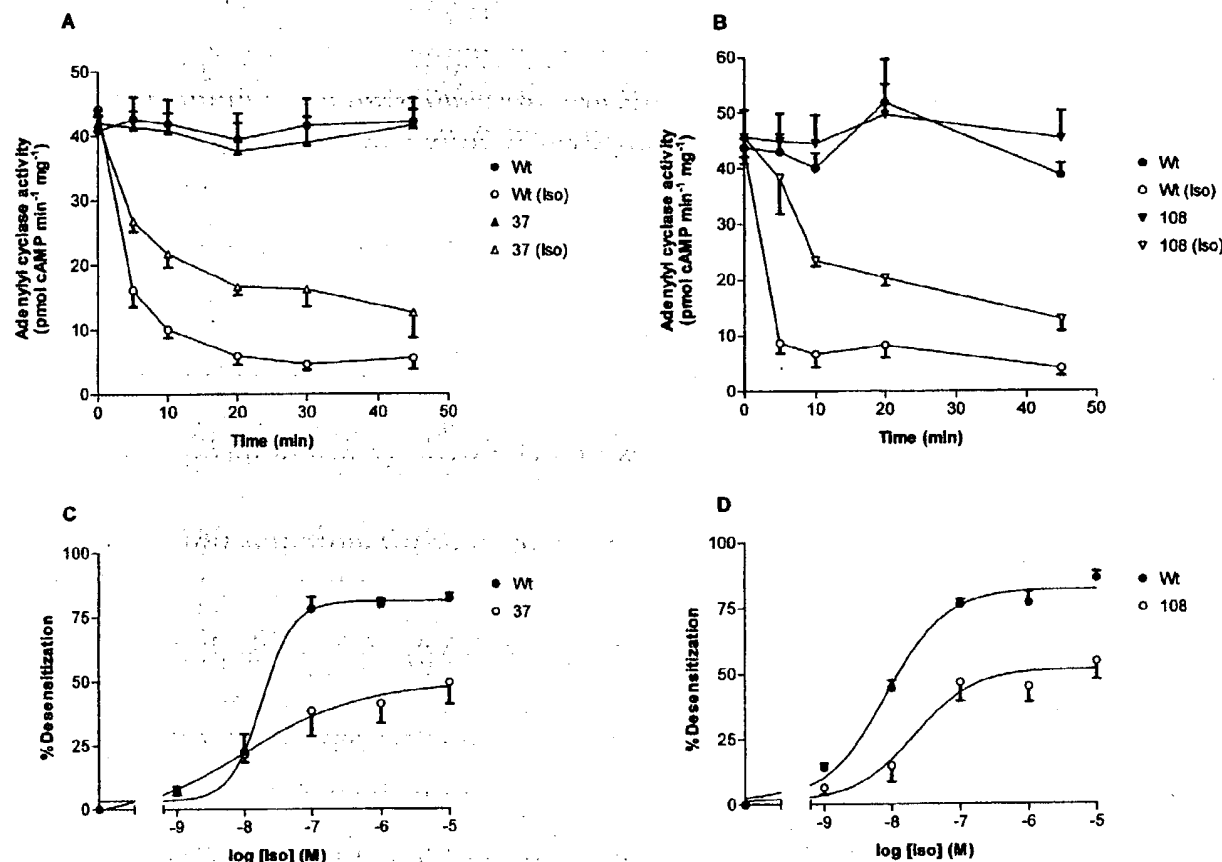 A
Adenylyl cyclase activity
(pmol cAMP min-1 mg-1)
50
40
30
20
10
0
0 10 20 30 40 50
Time (min)
Wt
Wt (Iso)
37
37 (Iso)
B
Adenylyl cyclase activity
(pmol cAMP min-1 mg-1)
60
50
40
30
20
10
0
0 10 20 30 40 50
Time (min)
Wt
Wt (Iso)
108
108 (Iso)
C
%Desensitization
100
75
50
25
0
-9 -8 -7 -6 -5
log [Iso] (M)
Wt
37
D
%Desensitization
100
75
50
25
0
-9 -8 -7 -6 -5
log [Iso] (M)
Wt
108